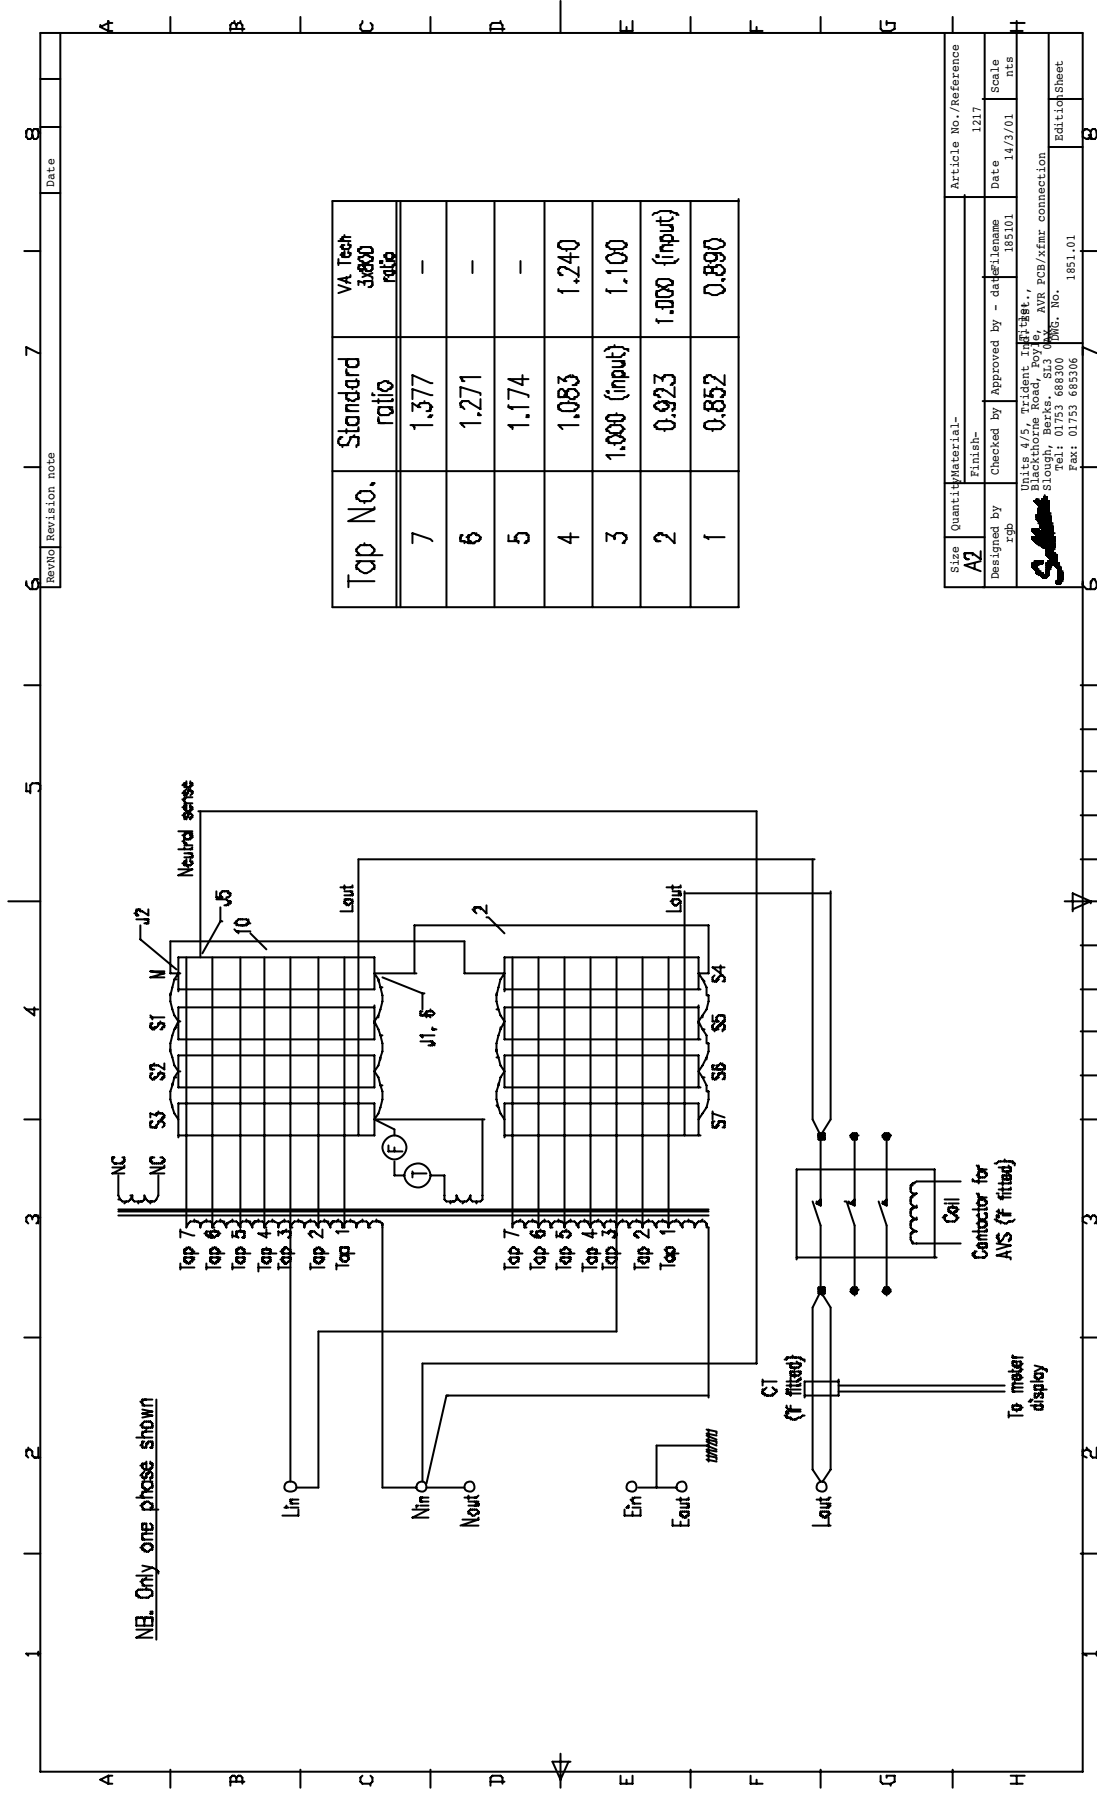 RevNo Revision note Date
1 2 3 4 5 6 7 8
A
B
C
D
E
F
G
H
NB. Only one phase shown
NC
NC
S3 S2 S1 N
J2
J5
10
Neutral sense
Tap 7
Tap 6
Tap 5
Tap 4
Tap 3
Tap 2
Tap 1
Lout
F
T
J1, 6
2
Tap 7
Tap 6
Tap 5
Tap 4
Tap 3
Tap 2
Tap 1
Lout
S7 S6 S5 S4
Lin
Nin
Nout
Ein
Eout
Lout
CT
(if fitted)
To meter
display
Coil
Contactor for
AVS (if fitted)
Tap No. Standard ratio VA Tech 3x800 ratio
7 1.377 -
6 1.271 -
5 1.174 -
4 1.083 1.240
3 1.000 (input) 1.100
2 0.923 1.000 (input)
1 0.852 0.890
Size A2 Quantity Material- Article No./Reference
Finish- 1217
Designed by rgb Checked by Approved by - date Filename 185101 Date 14/3/01 Scale nts
Units 4/5, Trident Ind. Est.,
Blackthorne Road, Poyle,
Slough, Berks. SL3 0AX
Tel: 01753 688300
Fax: 01753 685306
Title:
AVR PCB/xfmr connection
DWG. No.
1851.01
Edition Sheet
1 2 3 4 5 6 7 8
A
B
C
D
E
F
G
H